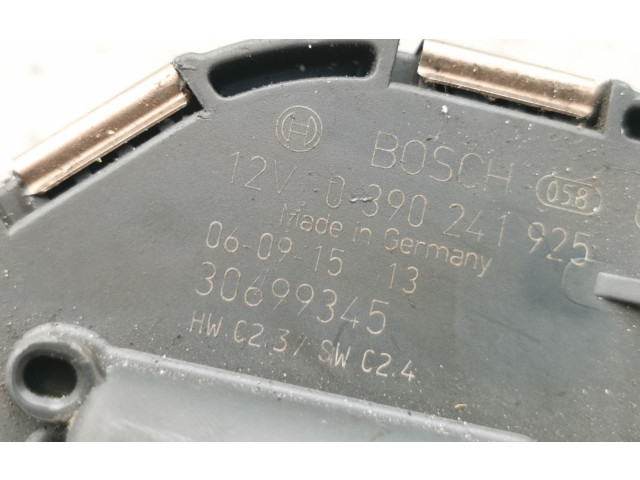 BOSCH 058
12V 0 390 241 925
Made in Germany
06-09-15 13
30699345
HW C2.3/ SW C2.4